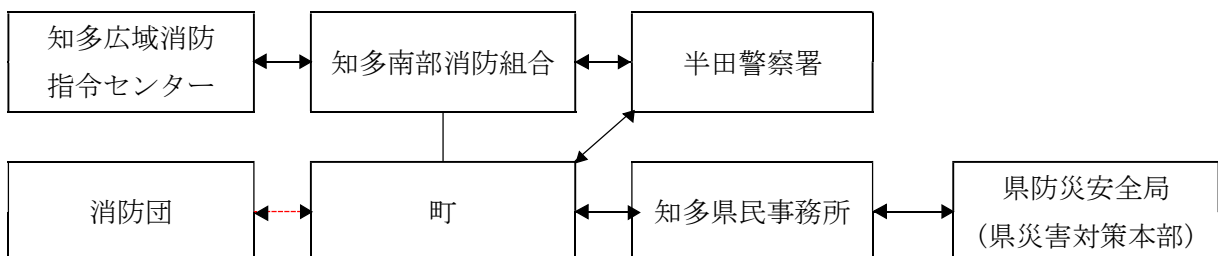 知多広域消防
指令センター
知多南部消防組合
半田警察署
消防団
町
知多県民事務所
県防災安全局
（県災害対策本部）